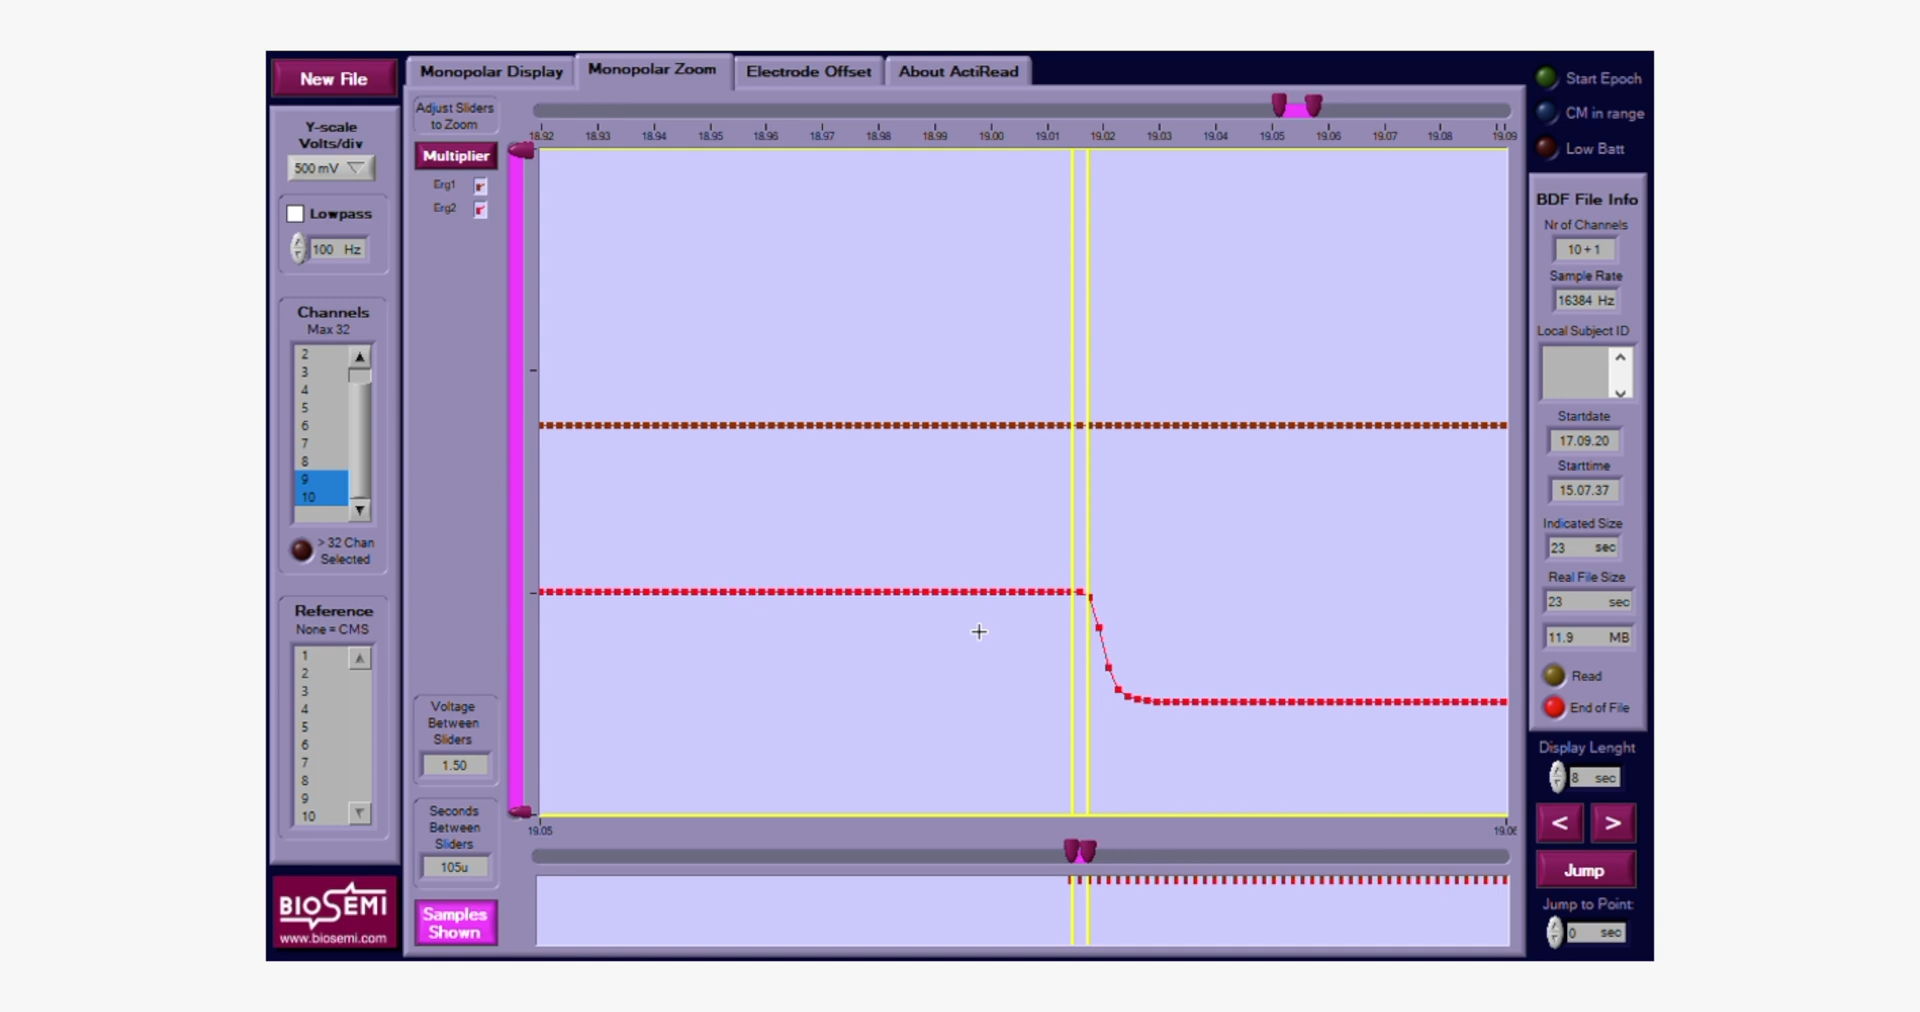 New File
Monopolar Display
Monopolar Zoom
Electrode Offset
About ActiRead
Start Epoch
CM in range
Low Batt
Y-scale
Volts/div
500 mV
Lowpass
100 Hz
Channels
Max 32
2
3
4
5
6
7
8
9
10
> 32 Chan
Selected
Reference
None = CMS
1
2
3
4
5
6
7
8
9
10
BIOSEMI
www.biosemi.com
Adjust Sliders
to Zoom
Multiplier
Erg1
Erg2
18.92 18.93 18.94 18.95 18.96 18.97 18.98 18.99 19.00 19.01 19.02 19.03 19.04 19.05 19.06 19.07 19.08 19.09
Voltage
Between
Sliders
1.50
Seconds
Between
Sliders
105u
Samples
Shown
19.05 19.06
BDF File Info
Nr of Channels
10+1
Sample Rate
16384 Hz
Local Subject ID
Startdate
17.09.20
Starttime
15.07.37
Indicated Size
23 sec
Real File Size
23 sec
11.9 MB
Read
End of File
Display Lenght
8 sec
< >
Jump
Jump to Point:
0 sec